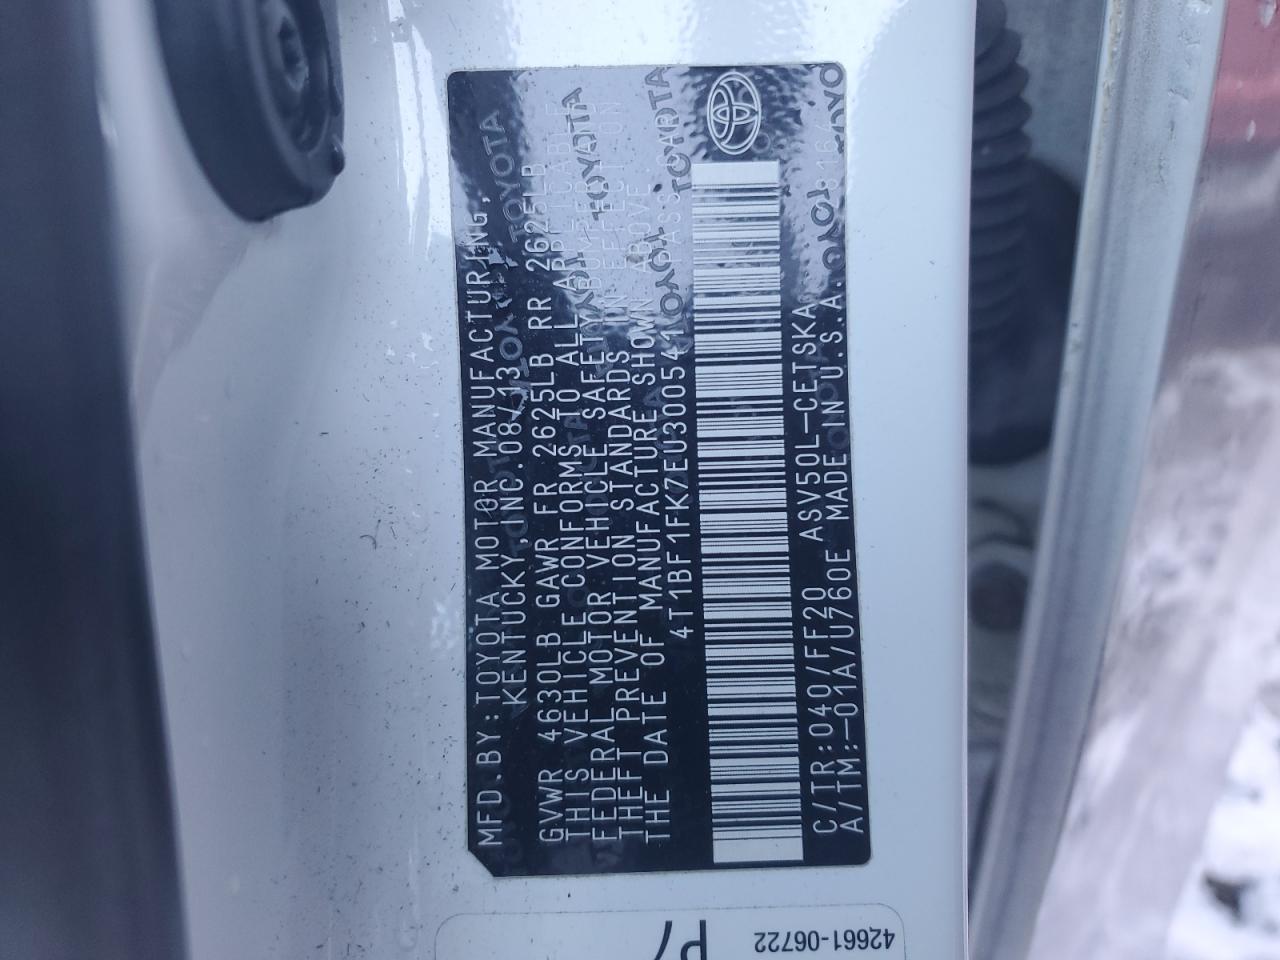 MFD.BY:TOYOTA MOTOR MANUFACTURING,
KENTUCKY,INC.08/13
GVWR 4630LB GAWR FR 2625LB RR 2625LB
THIS VEHICLE CONFORMS TO ALL APPLICABLE
FEDERAL MOTOR VEHICLE SAFETY, BUMPER, AND
THEFT PREVENTION STANDARDS IN EFFECT ON
THE DATE OF MANUFACTURE SHOWN ABOVE.
4T1BF1FK7EU300541 PASS.CAR
C/TR:040/FF20 ASV50L-CETSKA
A/TM:-01A/U760E MADE IN U.S.A.
42661-06722
P